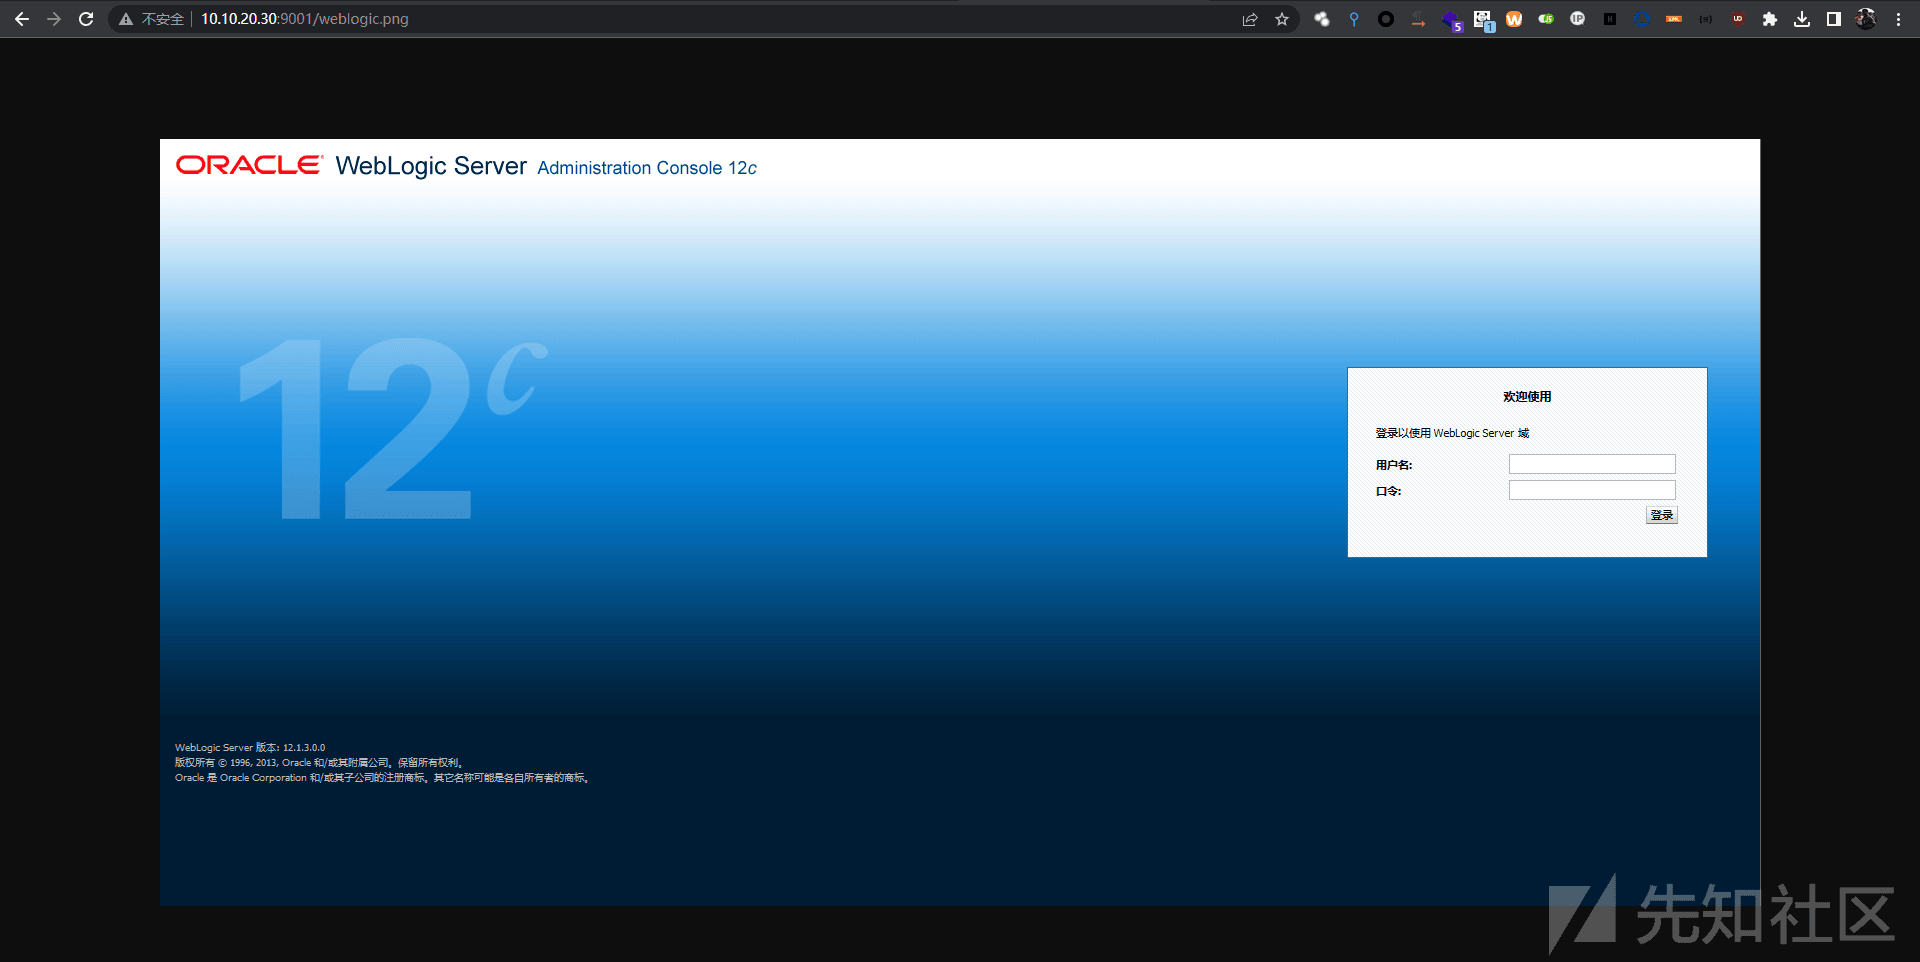 不安全 10.10.20.30:9001/weblogic.png
5
1
ORACLE WebLogic Server Administration Console 12c
12c
欢迎使用
登录以使用 WebLogic Server 域
用户名:
口令:
登录
WebLogic Server 版本: 12.1.3.0.0
版权所有 © 1996, 2013, Oracle 和/或其附属公司。保留所有权利。
Oracle 是 Oracle Corporation 和/或其子公司的注册商标。其它名称可能是各自所有者的商标。
先知社区